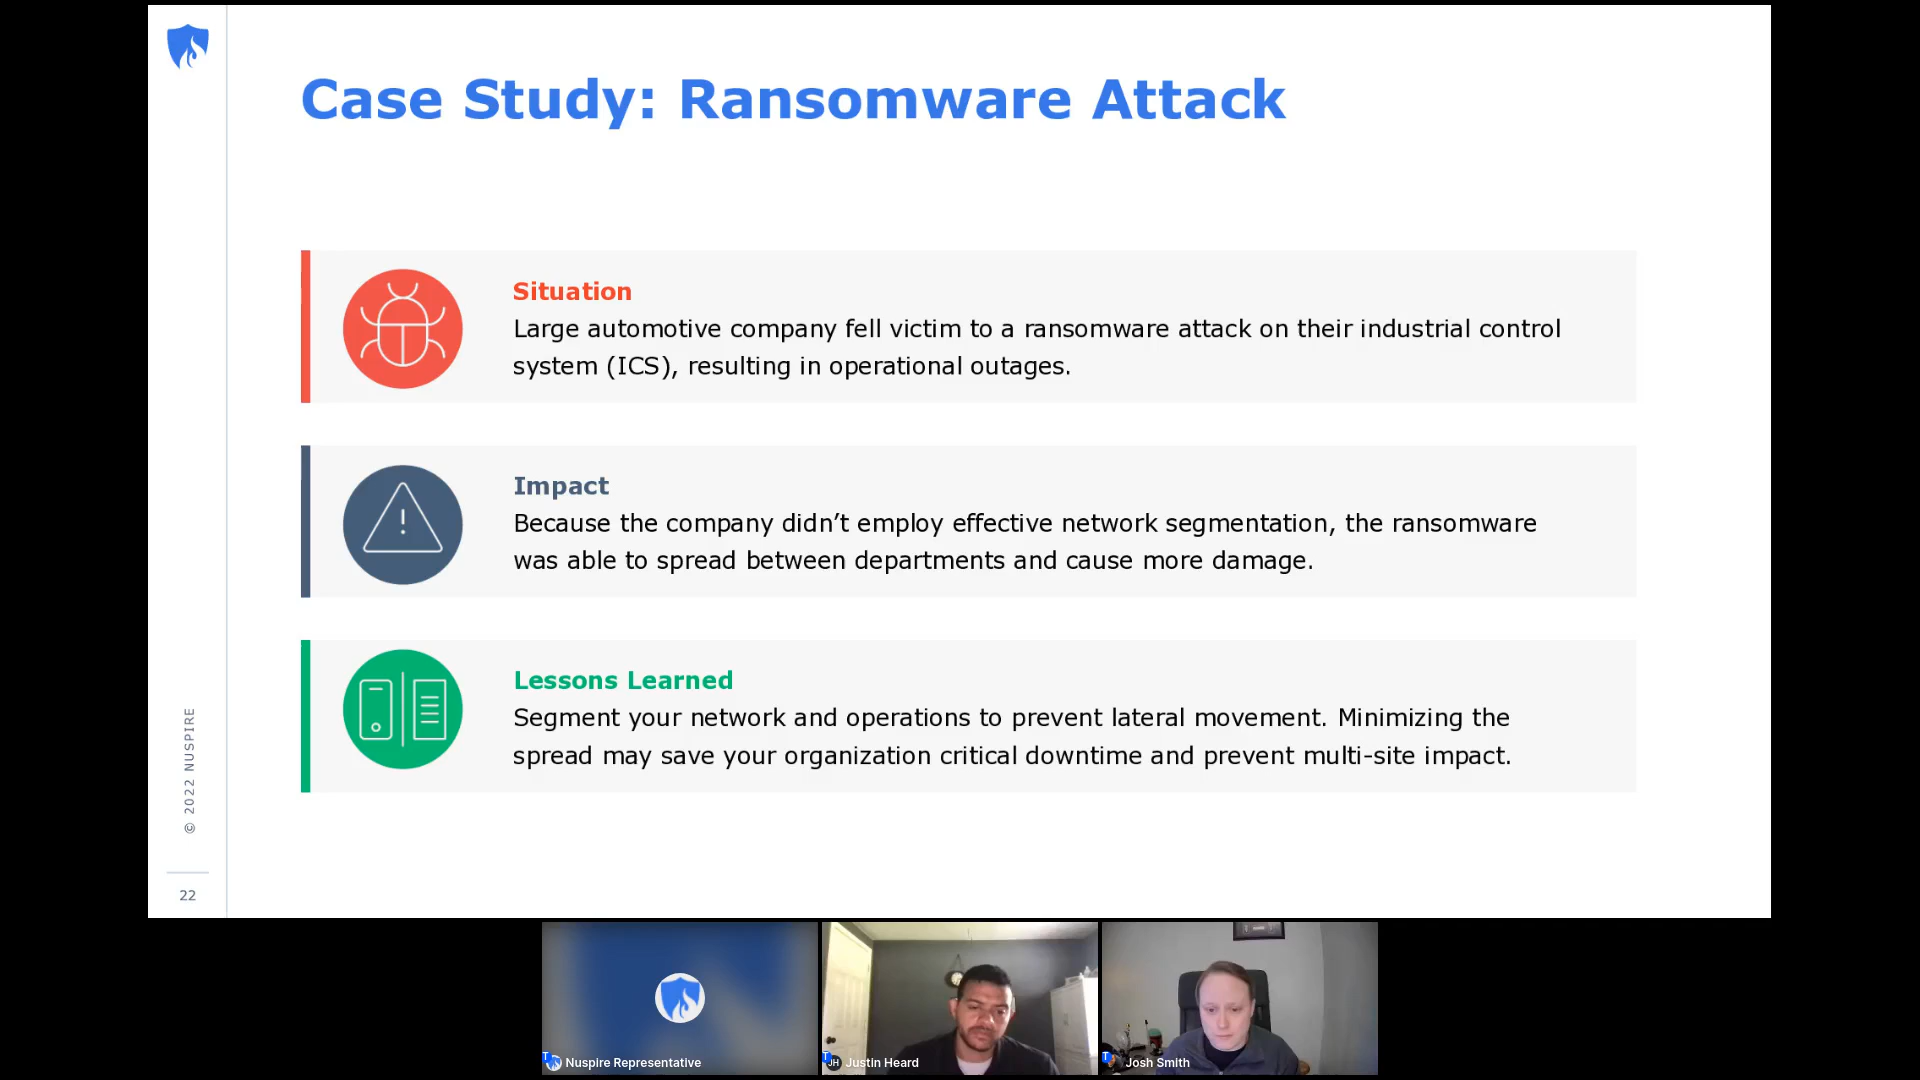 Case Study: Ransomware Attack
Situation
Large automotive company fell victim to a ransomware attack on their industrial control
system (ICS), resulting in operational outages.
Impact
Because the company didn’t employ effective network segmentation, the ransomware
was able to spread between departments and cause more damage.
Lessons Learned
Segment your network and operations to prevent lateral movement. Minimizing the
spread may save your organization critical downtime and prevent multi-site impact.
© 2022 NUSPIRE
22
T
Nuspire Representative
T
JH
Justin Heard
T
Josh Smith